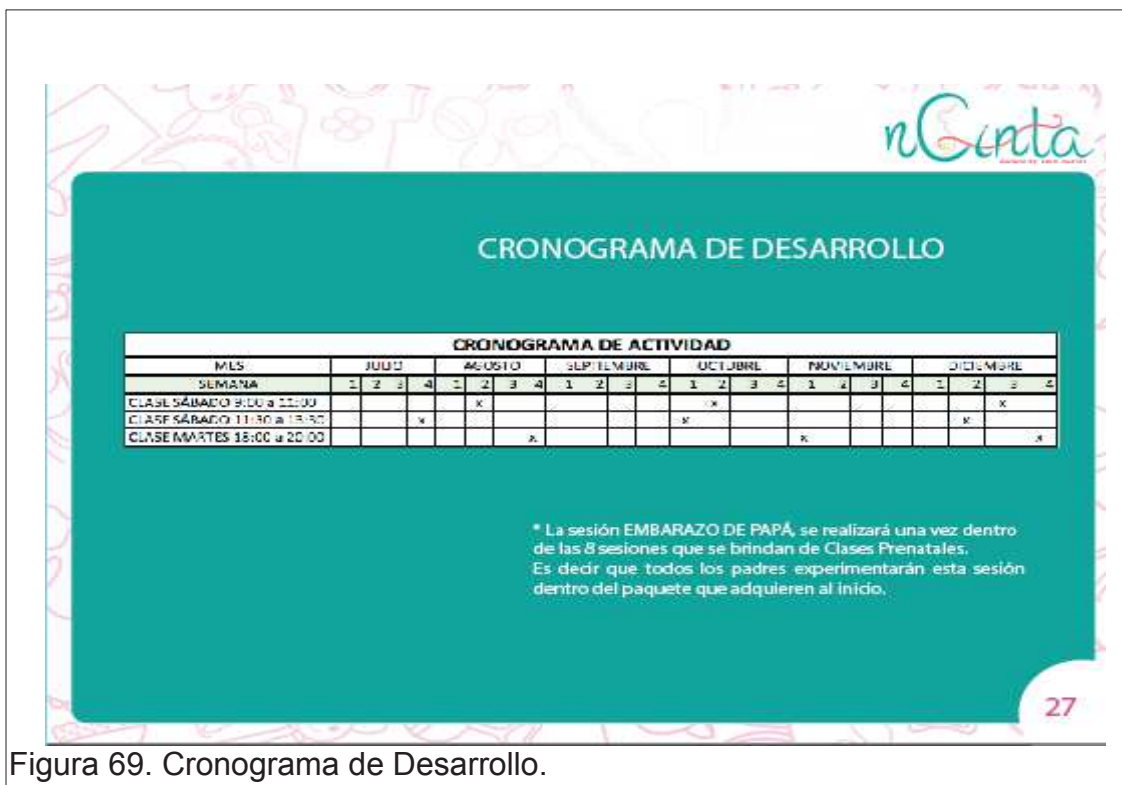 nCinta
CRONOGRAMA DE DESARROLLO
CRONOGRAMA DE ACTIVIDAD
MES JULIO AGOSTO SEPTIEMBRE OCTUBRE NOVIEMBRE DICIEMBRE
SEMANA 1 2 3 4 1 2 3 4 1 2 3 4 1 2 3 4 1 2 3 4 1 2 3 4
CLASE SÁBADO 9:00 a 11:00 x x x
CLASE SÁBADO 11:30 a 13:30 x x x
CLASE MARTES 18:00 a 20:00 x x x
* La sesión EMBARAZO DE PAPÁ, se realizará una vez dentro
de las 8 sesiones que se brindan de Clases Prenatales.
Es decir que todos los padres experimentarán esta sesión
dentro del paquete que adquieren al inicio.
27
Figura 69. Cronograma de Desarrollo.